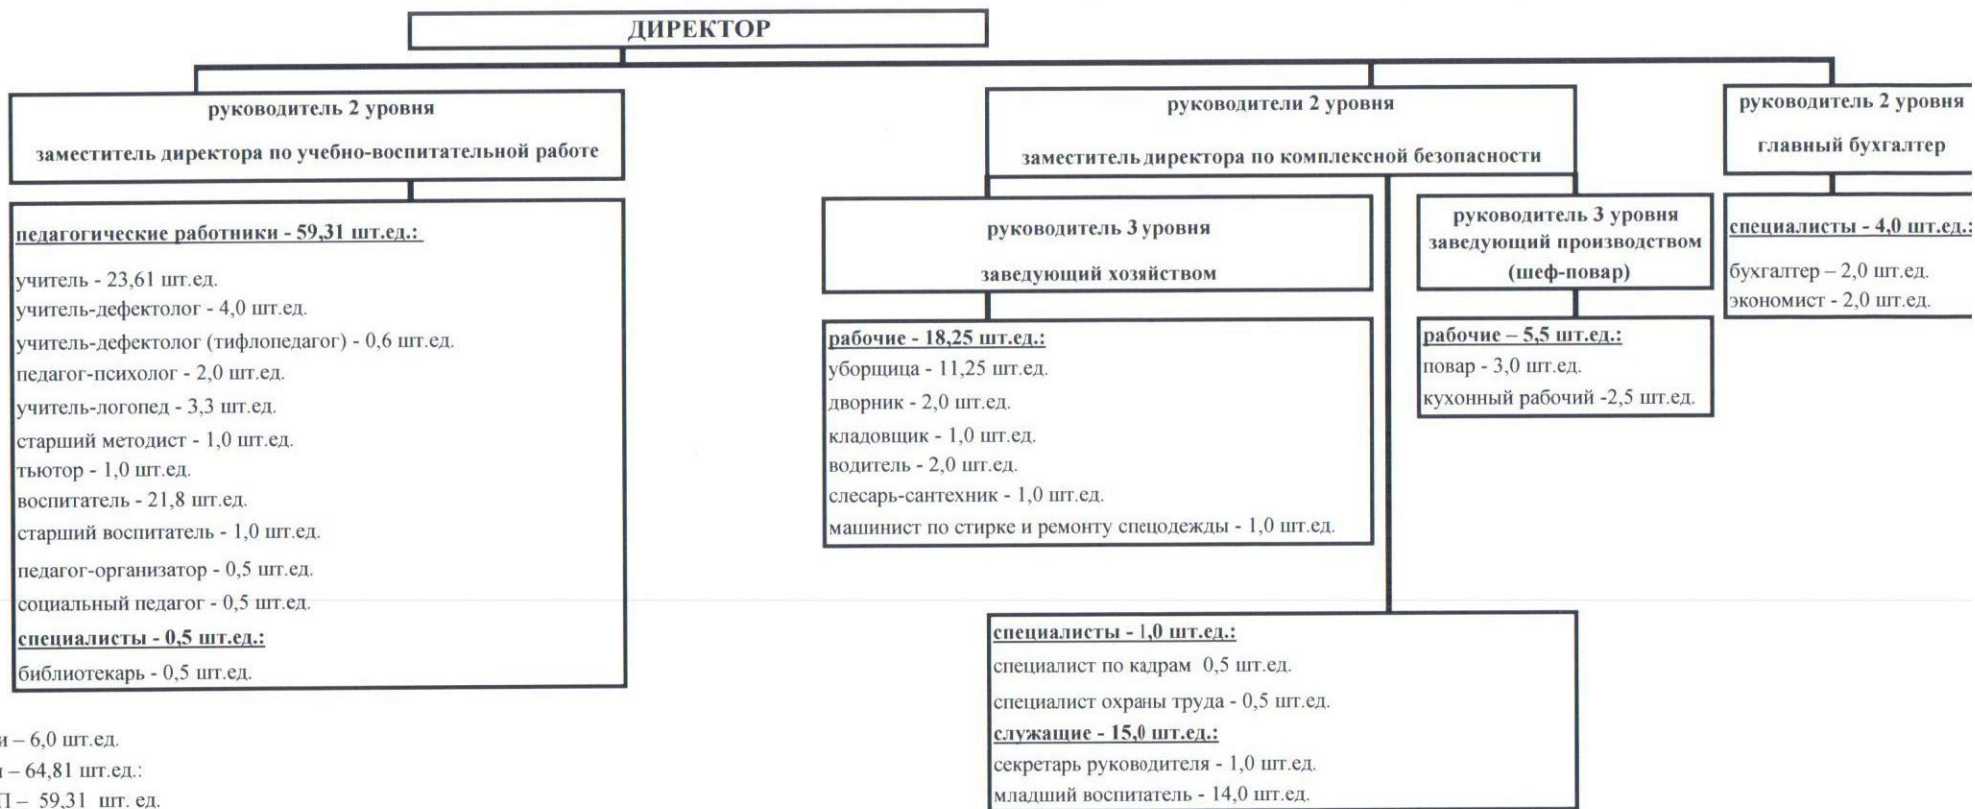 ДИРЕКТОР
руководитель 2 уровня
заместитель директора по учебно-воспитательной работе
педагогические работники - 59,31 шт.ед.:
учитель - 23,61 шт.ед.
учитель-дефектолог - 4,0 шт.ед.
учитель-дефектолог (тифлопедагог) - 0,6 шт.ед.
педагог-психолог - 2,0 шт.ед.
учитель-логопед - 3,3 шт.ед.
старший методист - 1,0 шт.ед.
тьютор - 1,0 шт.ед.
воспитатель - 21,8 шт.ед.
старший воспитатель - 1,0 шт.ед.
педагог-организатор - 0,5 шт.ед.
социальный педагог - 0,5 шт.ед.
специалисты - 0,5 шт.ед.:
библиотекарь - 0,5 шт.ед.
руководители 2 уровня
заместитель директора по комплексной безопасности
руководитель 3 уровня
заведующий хозяйством
рабочие - 18,25 шт.ед.:
уборщица - 11,25 шт.ед.
дворник - 2,0 шт.ед.
кладовщик - 1,0 шт.ед.
водитель - 2,0 шт.ед.
слесарь-сантехник - 1,0 шт.ед.
машинист по стирке и ремонту спецодежды - 1,0 шт.ед.
руководитель 3 уровня
заведующий производством
(шеф-повар)
рабочие – 5,5 шт.ед.:
повар - 3,0 шт.ед.
кухонный рабочий -2,5 шт.ед.
специалисты - 1,0 шт.ед.:
специалист по кадрам 0,5 шт.ед.
специалист охраны труда - 0,5 шт.ед.
служащие - 15,0 шт.ед.:
секретарь руководителя - 1,0 шт.ед.
младший воспитатель - 14,0 шт.ед.
руководитель 2 уровня
главный бухгалтер
специалисты - 4,0 шт.ед.:
бухгалтер – 2,0 шт.ед.
экономист - 2,0 шт.ед.
– 6,0 шт.ед.
– 64,81 шт.ед.:
– 59,31 шт. ед.